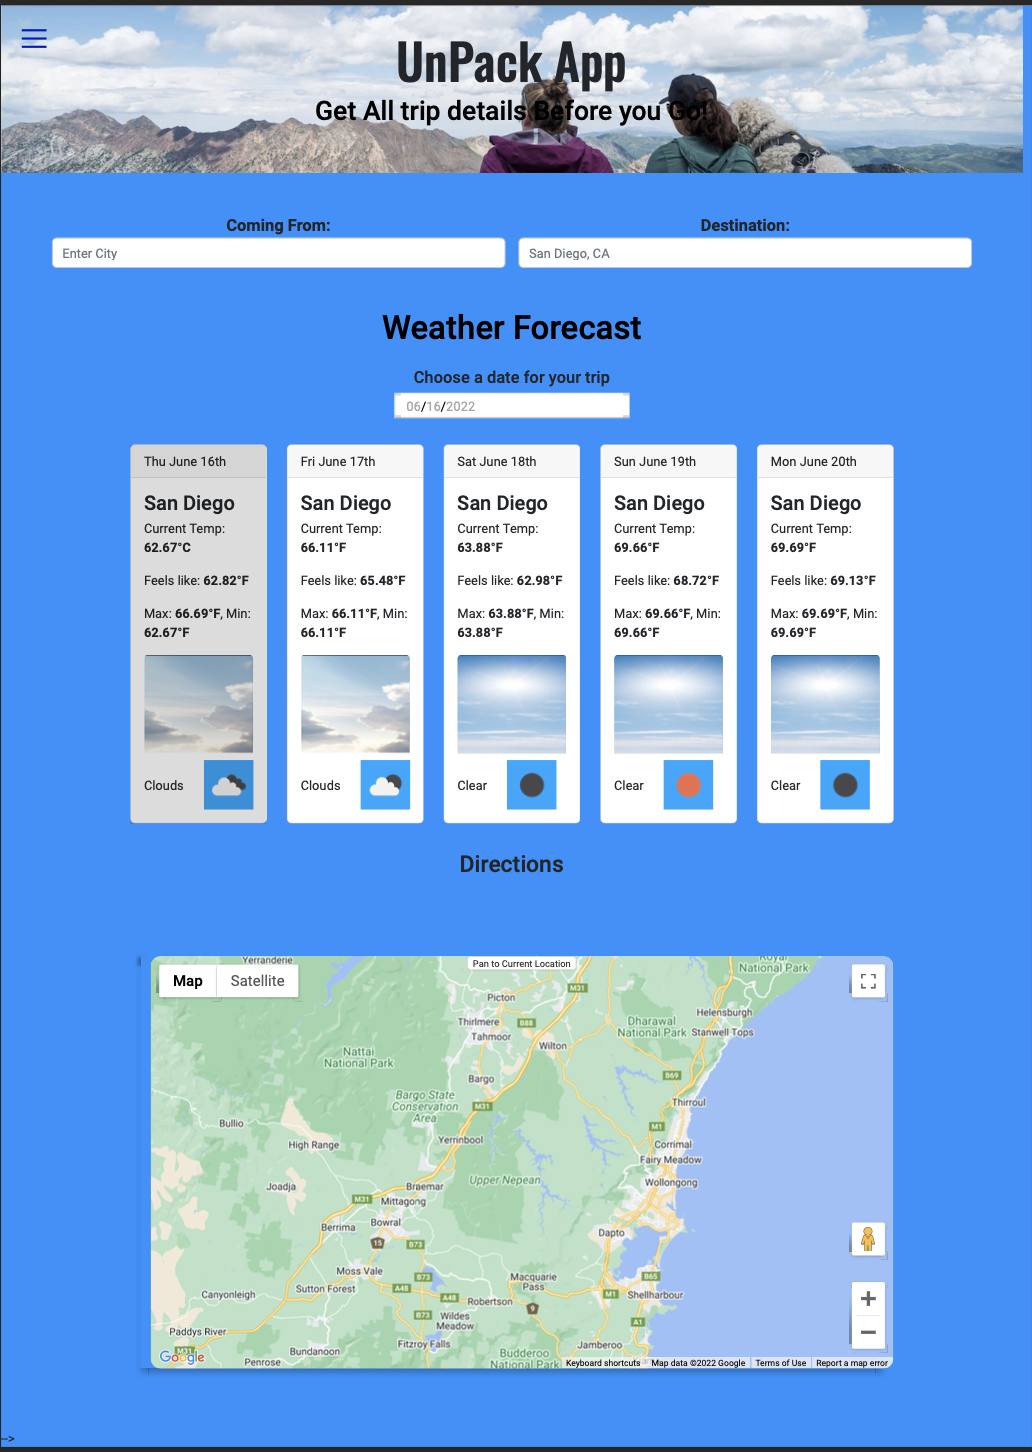 UnPack App
Get All trip details Before you Go!
Coming From:
Destination:
Enter City
San Diego, CA
Weather Forecast
Choose a date for your trip
06/16/2022
Thu June 16th
San Diego
Current Temp:
62.67°C
Feels like: 62.82°F
Max: 66.69°F, Min:
62.67°F
Clouds
Fri June 17th
San Diego
Current Temp:
66.11°F
Feels like: 65.48°F
Max: 66.11°F, Min:
66.11°F
Clouds
Sat June 18th
San Diego
Current Temp:
63.88°F
Feels like: 62.98°F
Max: 63.88°F, Min:
63.88°F
Clear
Sun June 19th
San Diego
Current Temp:
69.66°F
Feels like: 68.72°F
Max: 69.66°F, Min:
69.66°F
Clear
Mon June 20th
San Diego
Current Temp:
69.69°F
Feels like: 69.13°F
Max: 69.69°F, Min:
69.69°F
Clear
Directions
Yerranderie
Pan to Current Location
Royal
National Park
Map
Satellite
M31
Picton
Helensburgh
Thirlmere
B88
Dharawal
National Park
Stanwell Tops
Tahmoor
Wilton
Nattai
National Park
Bargo
B69
Bargo State
Conservation
Area
M31
Thirroul
Bullio
M1
High Range
Yerrinbool
Corrimal
Fairy Meadow
Upper Nepean
Wollongong
Joadja
Braemar
M31
Mittagong
Berrima
Bowral
Dapto
15
B73
Moss Vale
B73
Macquarie
Pass
B65
Canyonleigh
Sutton Forest
A48
A48
Robertson
M1
Shellharbour
9
B73
Wildes
Meadow
A1
Paddys River
Fitzroy Falls
Jamberoo
M31
Bundanoon
Budderoo
National Park
Google
Penrose
Keyboard shortcuts
Map data ©2022 Google
Terms of Use
Report a map error
-->